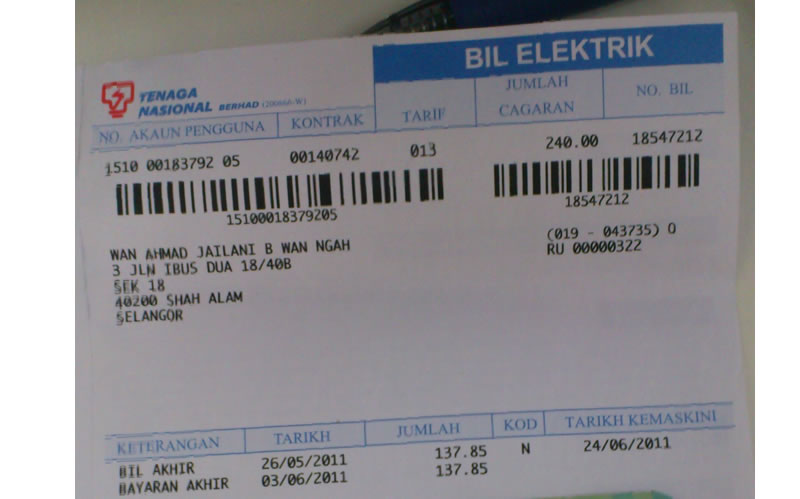 BIL ELEKTRIK
TENAGA
NASIONAL BERHAD (200866-W)
NO. AKAUN PENGGUNA KONTRAK TARIF JUMLAH CAGARAN NO. BIL
1510 00183792 05 00140742 013 240.00 18547212
15100018379205 18547212
WAN AHMAD JAILANI B WAN NGAH (019 - 043735) 0
3 JLN IBUS DUA 18/40B RU 00000322
SEK 18
40200 SHAH ALAM
SELANGOR
KETERANGAN TARIKH JUMLAH KOD TARIKH KEMASKINI
BIL AKHIR 26/05/2011 137.85 N 24/06/2011
BAYARAN AKHIR 03/06/2011 137.85